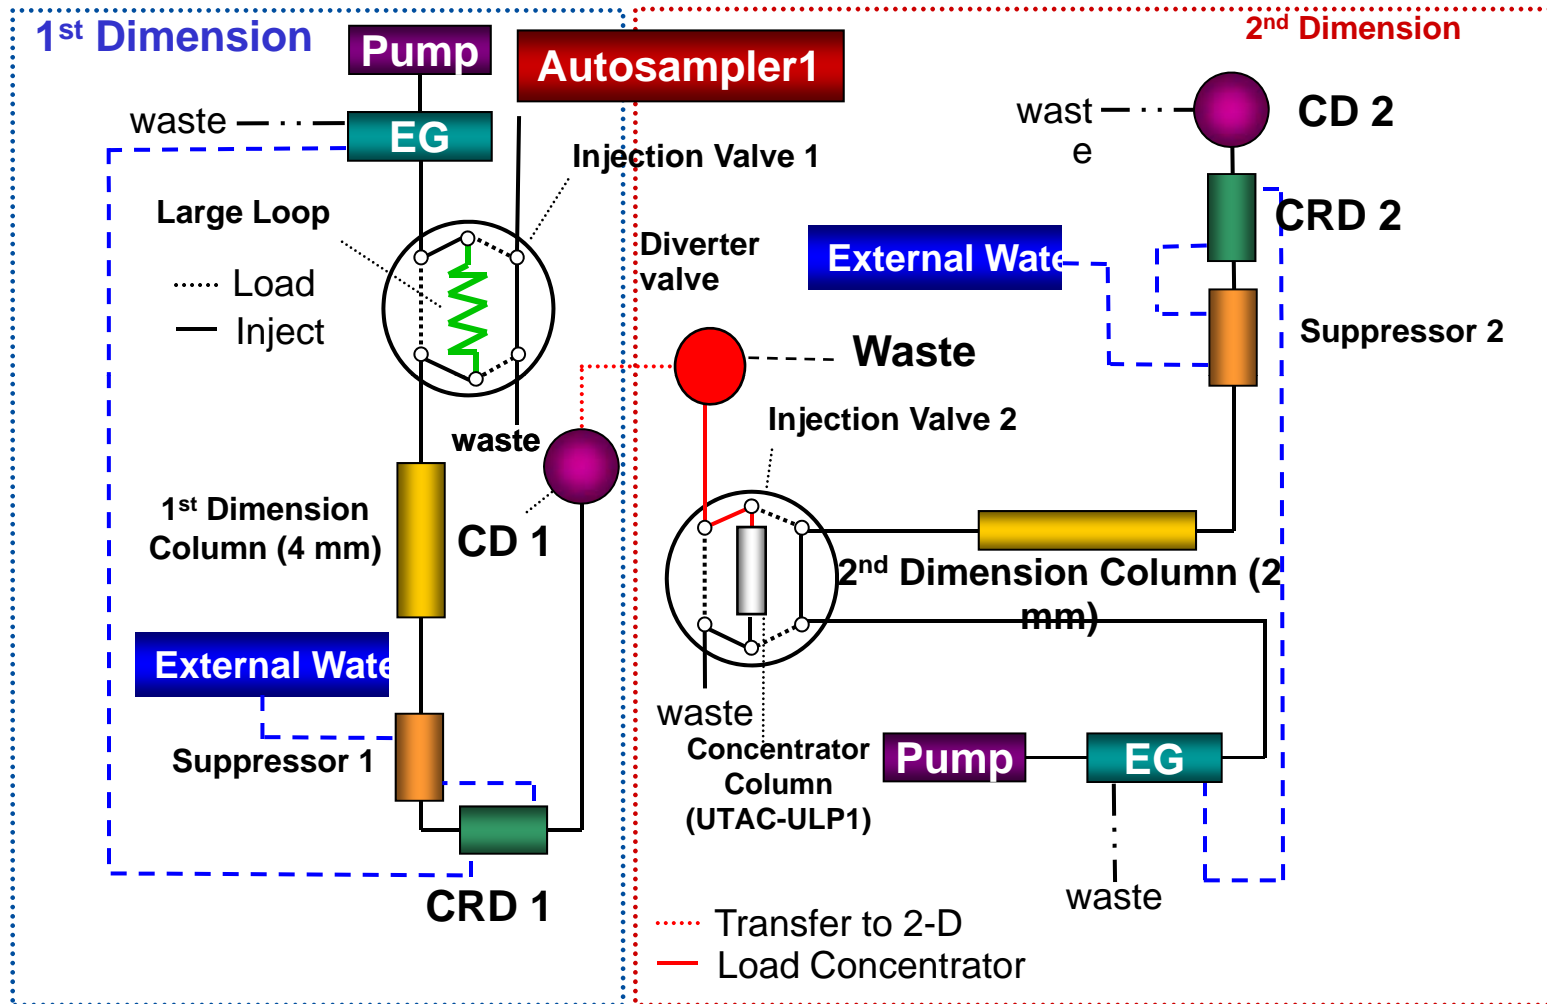 1st Dimension
Pump
Autosampler1
2nd Dimension
waste
EG
wast
e
CD 2
Injection Valve 1
Large Loop
CRD 2
Diverter
valve
External Wate
Load
Inject
Suppressor 2
Waste
Injection Valve 2
waste
1st Dimension
Column (4 mm)
CD 1
2nd Dimension Column (2
mm)
External Wate
waste
Suppressor 1
Concentrator
Column
(UTAC-ULP1)
Pump
EG
waste
CRD 1
Transfer to 2-D
Load Concentrator